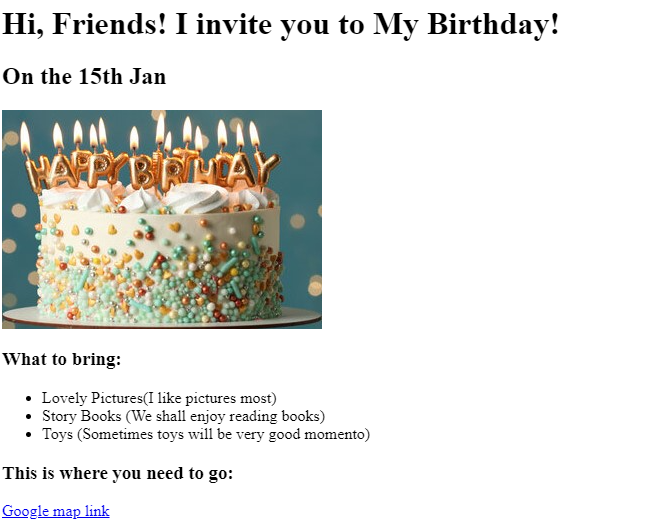 Hi, Friends! I invite you to My Birthday!
On the 15th Jan
HAPPY BIRTHDAY
What to bring:
Lovely Pictures(I like pictures most)
Story Books (We shall enjoy reading books)
Toys (Sometimes toys will be very good momento)
This is where you need to go:
Google map link